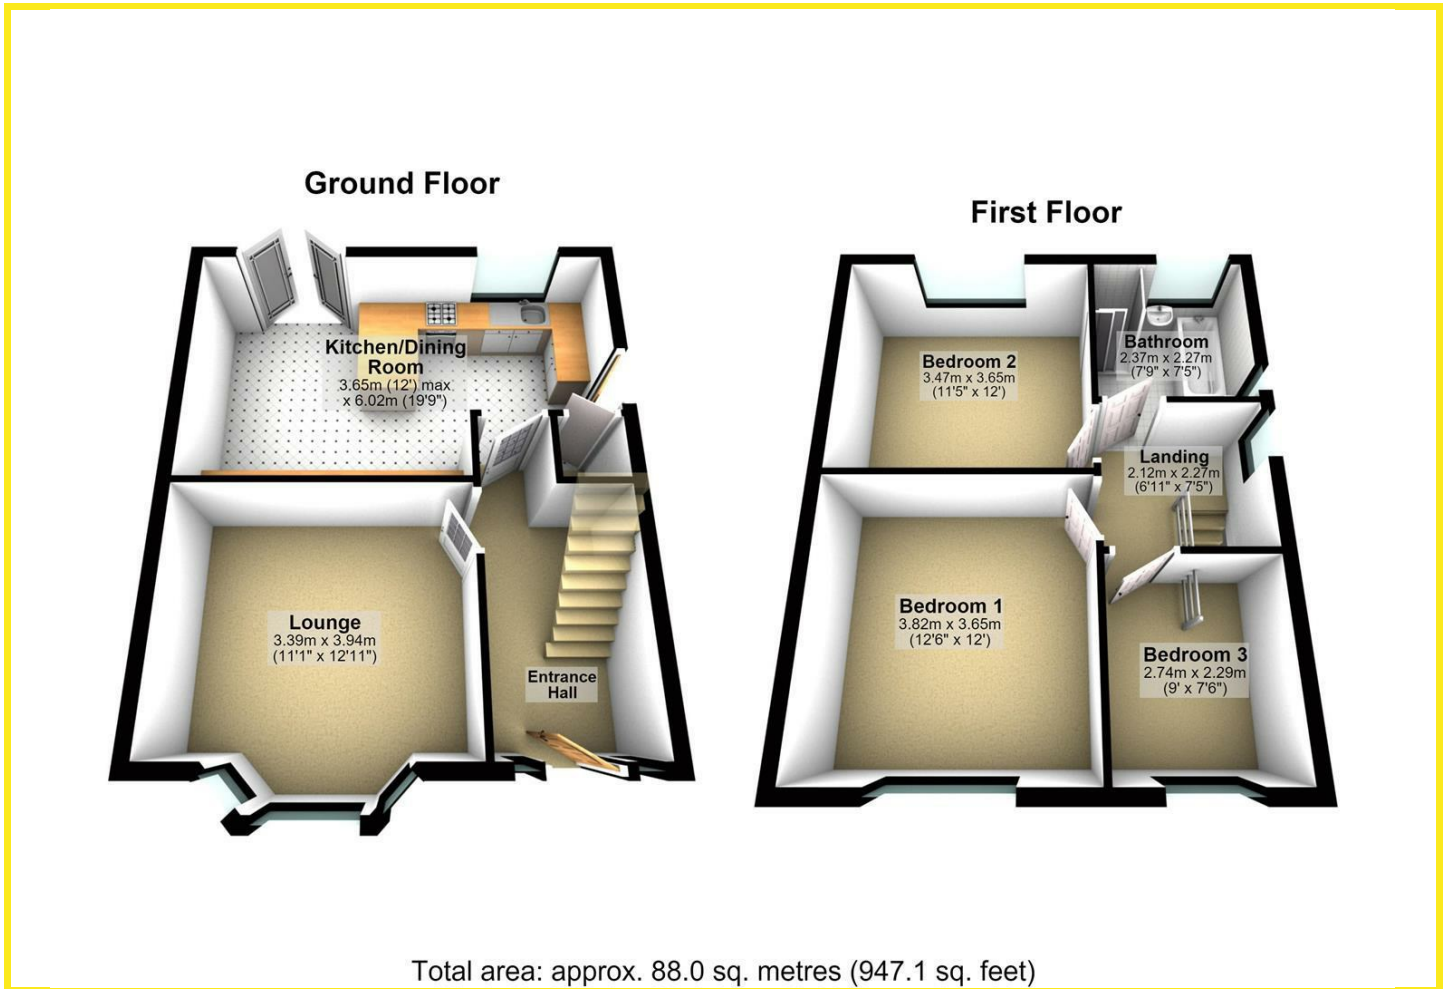 Ground Floor
Kitchen/Dining
Room
3.65m (12') max
x 6.02m (19'9")
Lounge
3.39m x 3.94m
(11'1" x 12'11")
Entrance
Hall
First Floor
Bedroom 2
3.47m x 3.65m
(11'5" x 12')
Bathroom
2.37m x 2.27m
(7'9" x 7'5")
Landing
2.12m x 2.27m
(6'11" x 7'5")
Bedroom 1
3.82m x 3.65m
(12'6" x 12')
Bedroom 3
2.74m x 2.29m
(9' x 7'6")
Total area: approx. 88.0 sq. metres (947.1 sq. feet)